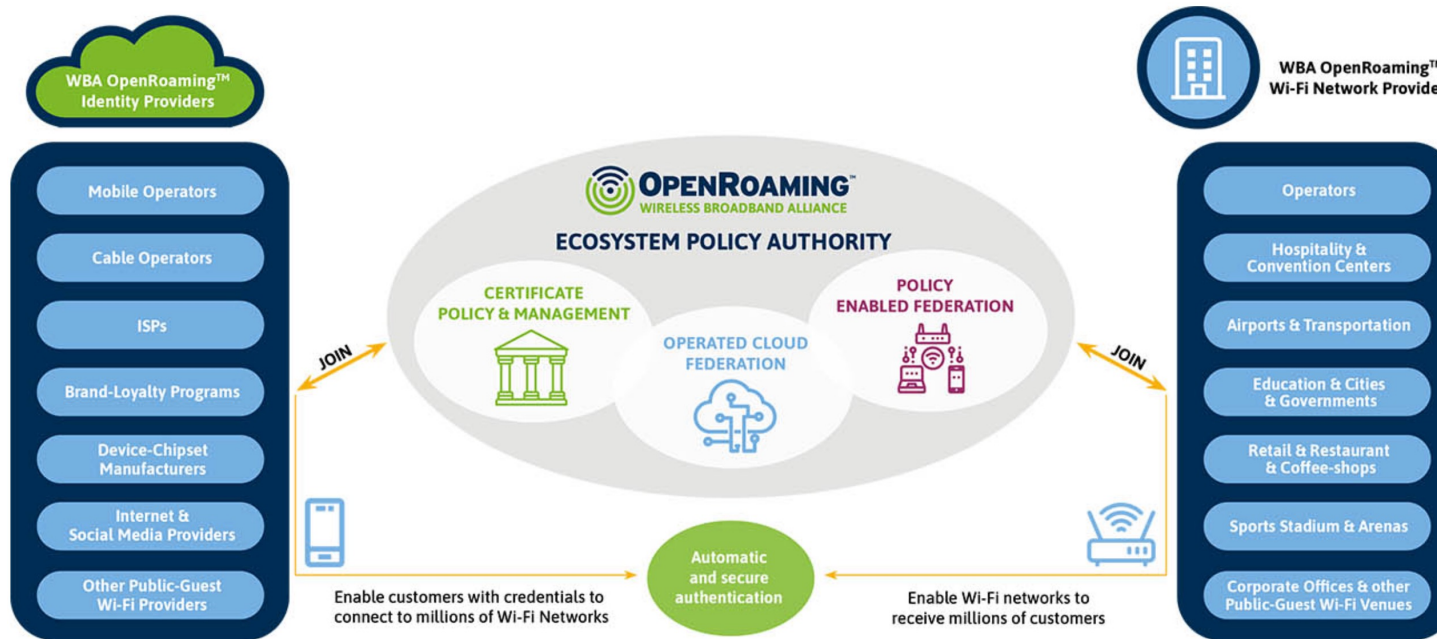 WBA OpenRoaming™
Identity Providers
Mobile Operators
Cable Operators
ISPs
Brand-Loyalty Programs
Device-Chipset
Manufacturers
Internet &
Social Media Providers
Other Public-Guest
Wi-Fi Providers
JOIN
OPENROAMING™
WIRELESS BROADBAND ALLIANCE
ECOSYSTEM POLICY AUTHORITY
CERTIFICATE
POLICY & MANAGEMENT
OPERATED CLOUD
FEDERATION
POLICY
ENABLED FEDERATION
JOIN
Enable customers with credentials to
connect to millions of Wi-Fi Networks
Automatic
and secure
authentication
Enable Wi-Fi networks to
receive millions of customers
WBA OpenRoaming™
Wi-Fi Network Provide
Operators
Hospitality &
Convention Centers
Airports & Transportation
Education & Cities
& Governments
Retail & Restaurant
& Coffee-shops
Sports Stadium & Arenas
Corporate Offices & other
Public-Guest Wi-Fi Venues